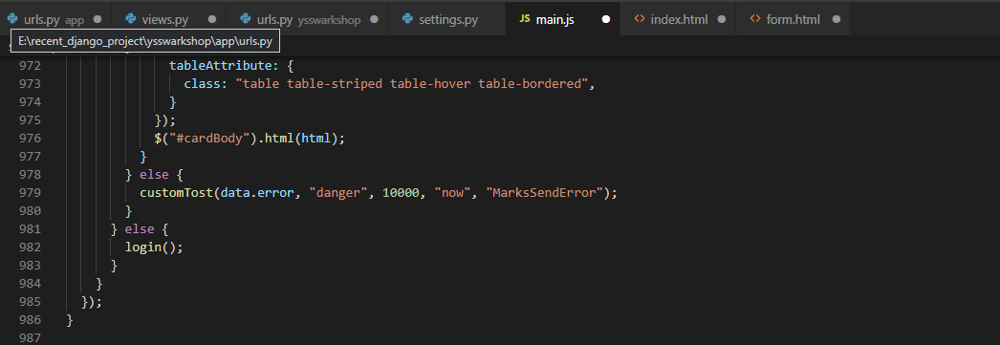 urls.py app
views.py
urls.py ysswarkshop
settings.py
JS main.js
index.html
form.html
E:\recent_django_project\ysswarkshop\app\urls.py
972 tableAttribute: {
973 class: "table table-striped table-hover table-bordered",
974 }
975 });
976 $("#cardBody").html(html);
977 }
978 } else {
979 customTost(data.error, "danger", 10000, "now", "MarksSendError");
980 }
981 } else {
982 login();
983 }
984 }
985 });
986 }
987